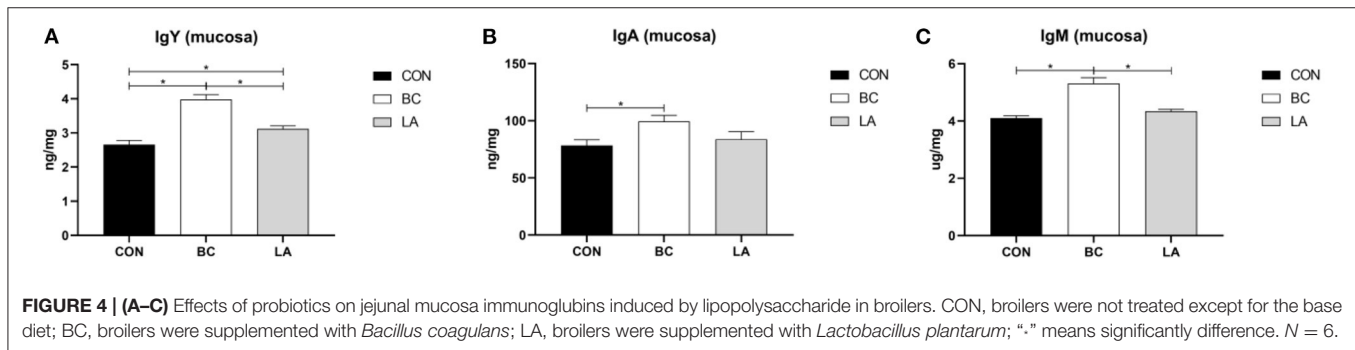 A
IgY (mucosa)
5
4
3
2
1
0
ng/mg
*
*
*
CON
BC
LA
CON
BC
LA
B
IgA (mucosa)
150
100
50
0
ng/mg
*
CON
BC
LA
CON
BC
LA
C
IgM (mucosa)
6
4
2
0
ug/mg
*
*
CON
BC
LA
CON
BC
LA
FIGURE 4 | (A–C) Effects of probiotics on jejunal mucosa immunoglubins induced by lipopolysaccharide in broilers. CON, broilers were not treated except for the base
diet; BC, broilers were supplemented with Bacillus coagulans; LA, broilers were supplemented with Lactobacillus plantarum; “*” means significantly difference. N = 6.